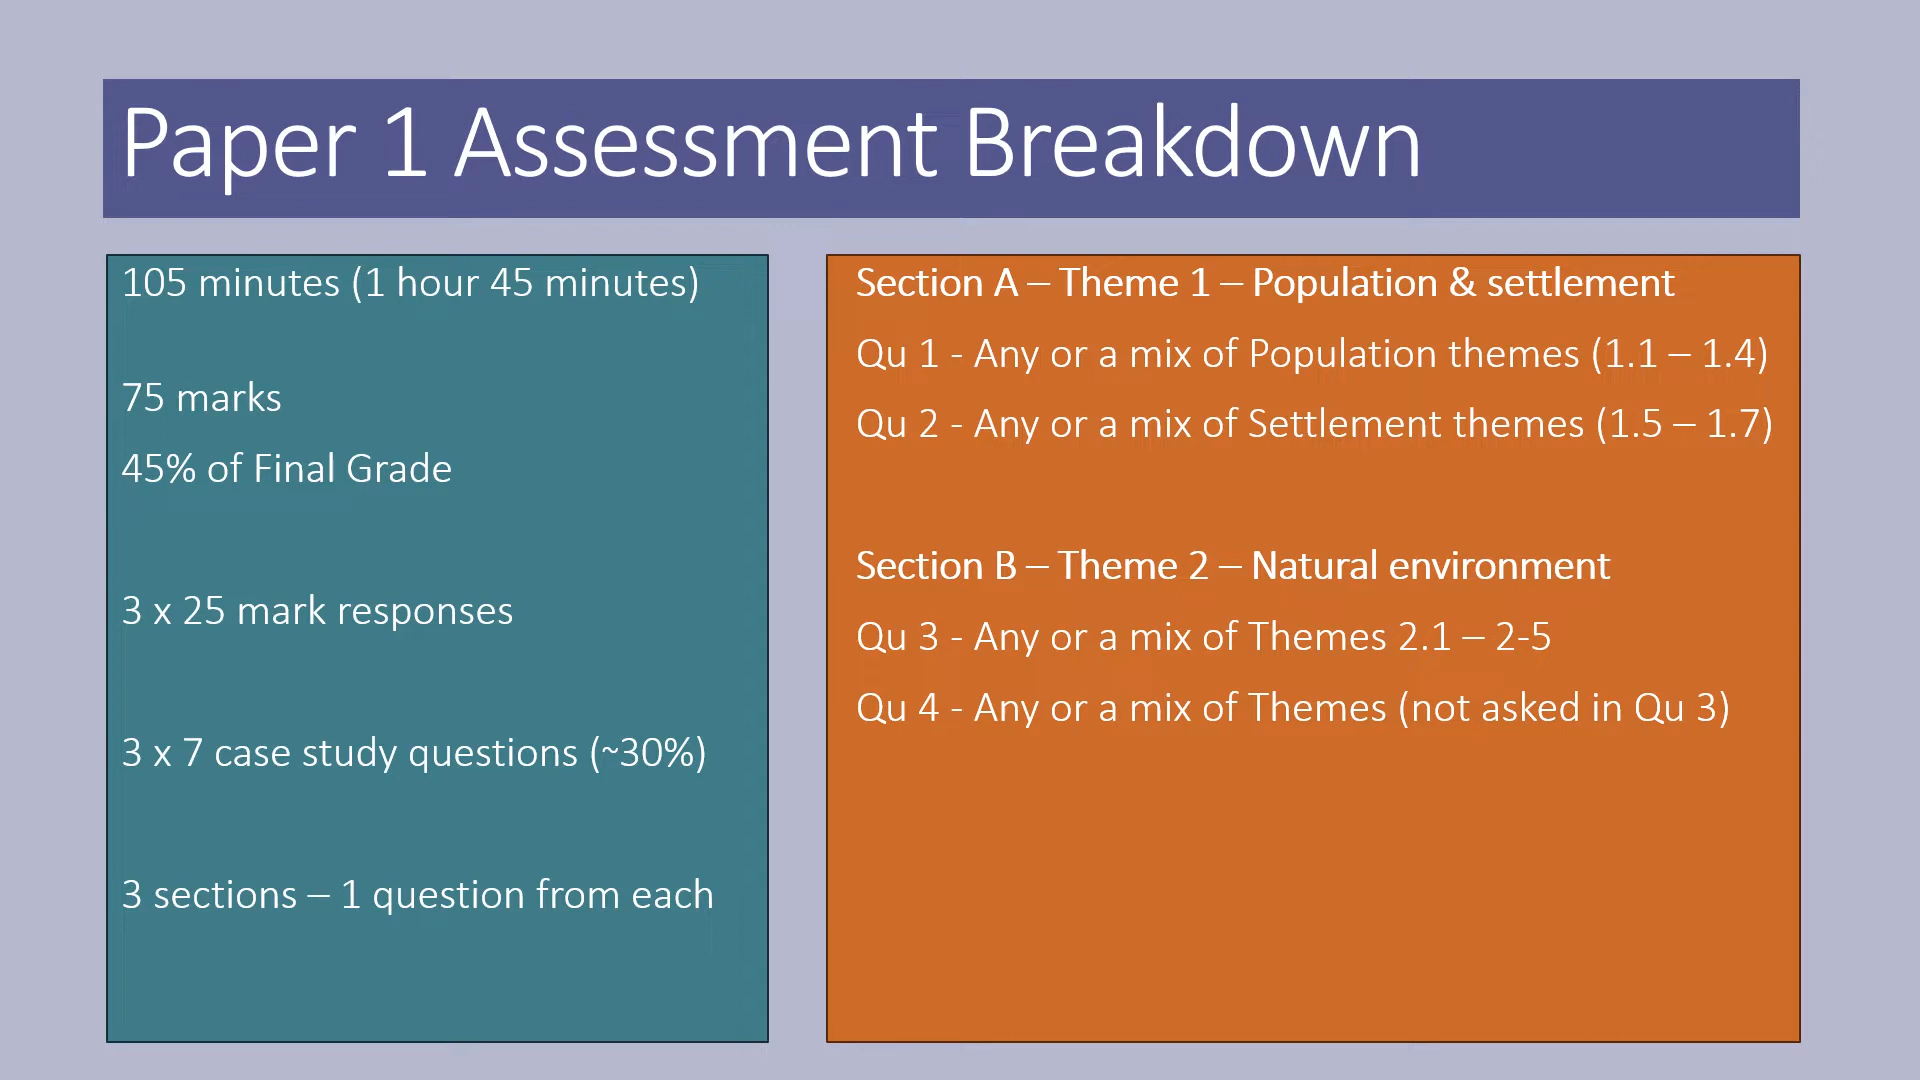 Paper 1 Assessment Breakdown
105 minutes (1 hour 45 minutes)
75 marks
45% of Final Grade
3 x 25 mark responses
3 x 7 case study questions (~30%)
3 sections – 1 question from each
Section A – Theme 1 – Population & settlement
Qu 1 - Any or a mix of Population themes (1.1 – 1.4)
Qu 2 - Any or a mix of Settlement themes (1.5 – 1.7)
Section B – Theme 2 – Natural environment
Qu 3 - Any or a mix of Themes 2.1 – 2-5
Qu 4 - Any or a mix of Themes (not asked in Qu 3)